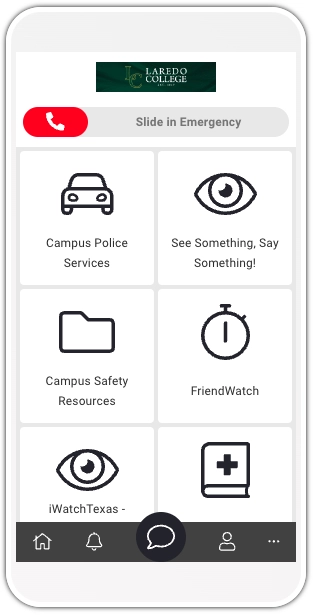 LC
LAREDO
COLLEGE
EST. 1947
Slide in Emergency
Campus Police
Services
See Something, Say
Something!
Campus Safety
Resources
FriendWatch
iWatchTexas -